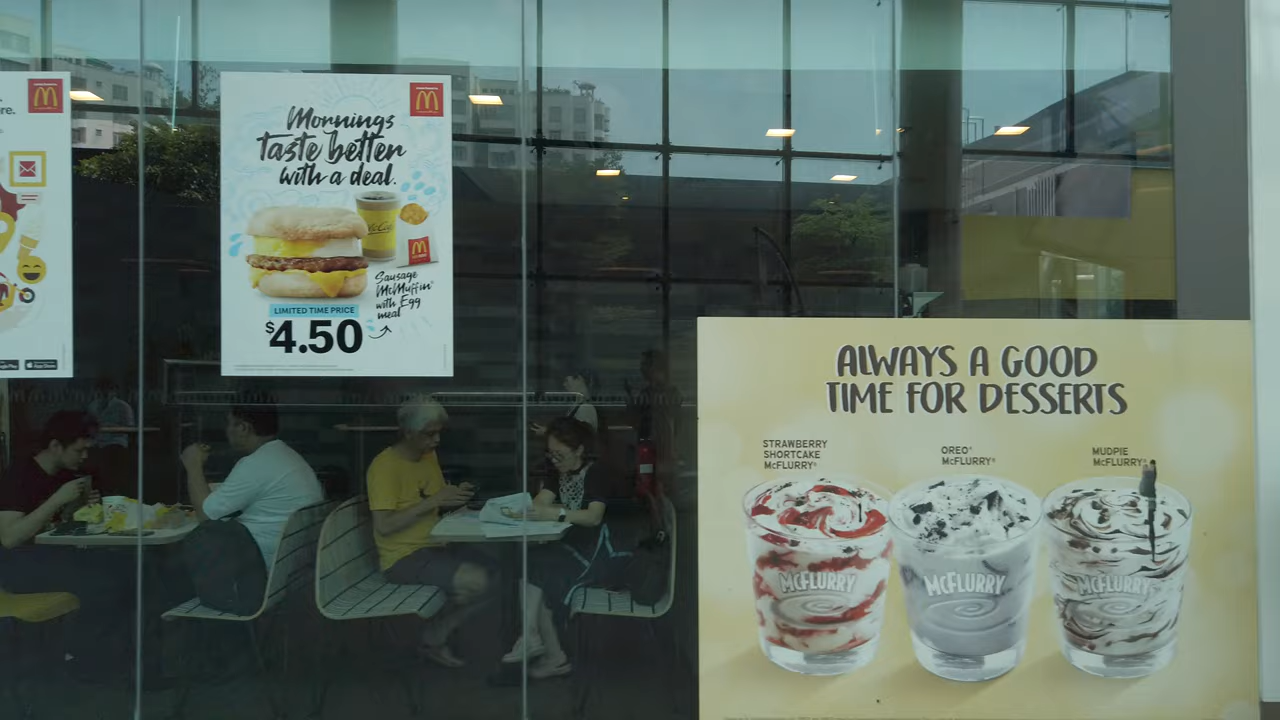 re.
Mornings
taste better
with a deal.
McCafé
Sausage
McMuffin®
with Egg
meal
LIMITED TIME PRICE
$4.50
ALWAYS A GOOD
TIME FOR DESSERTS
STRAWBERRY
SHORTCAKE
McFLURRY®
OREO®
McFLURRY®
MUDPIE
McFLURRY®
McFLURRY
McFLURRY
McFLURRY